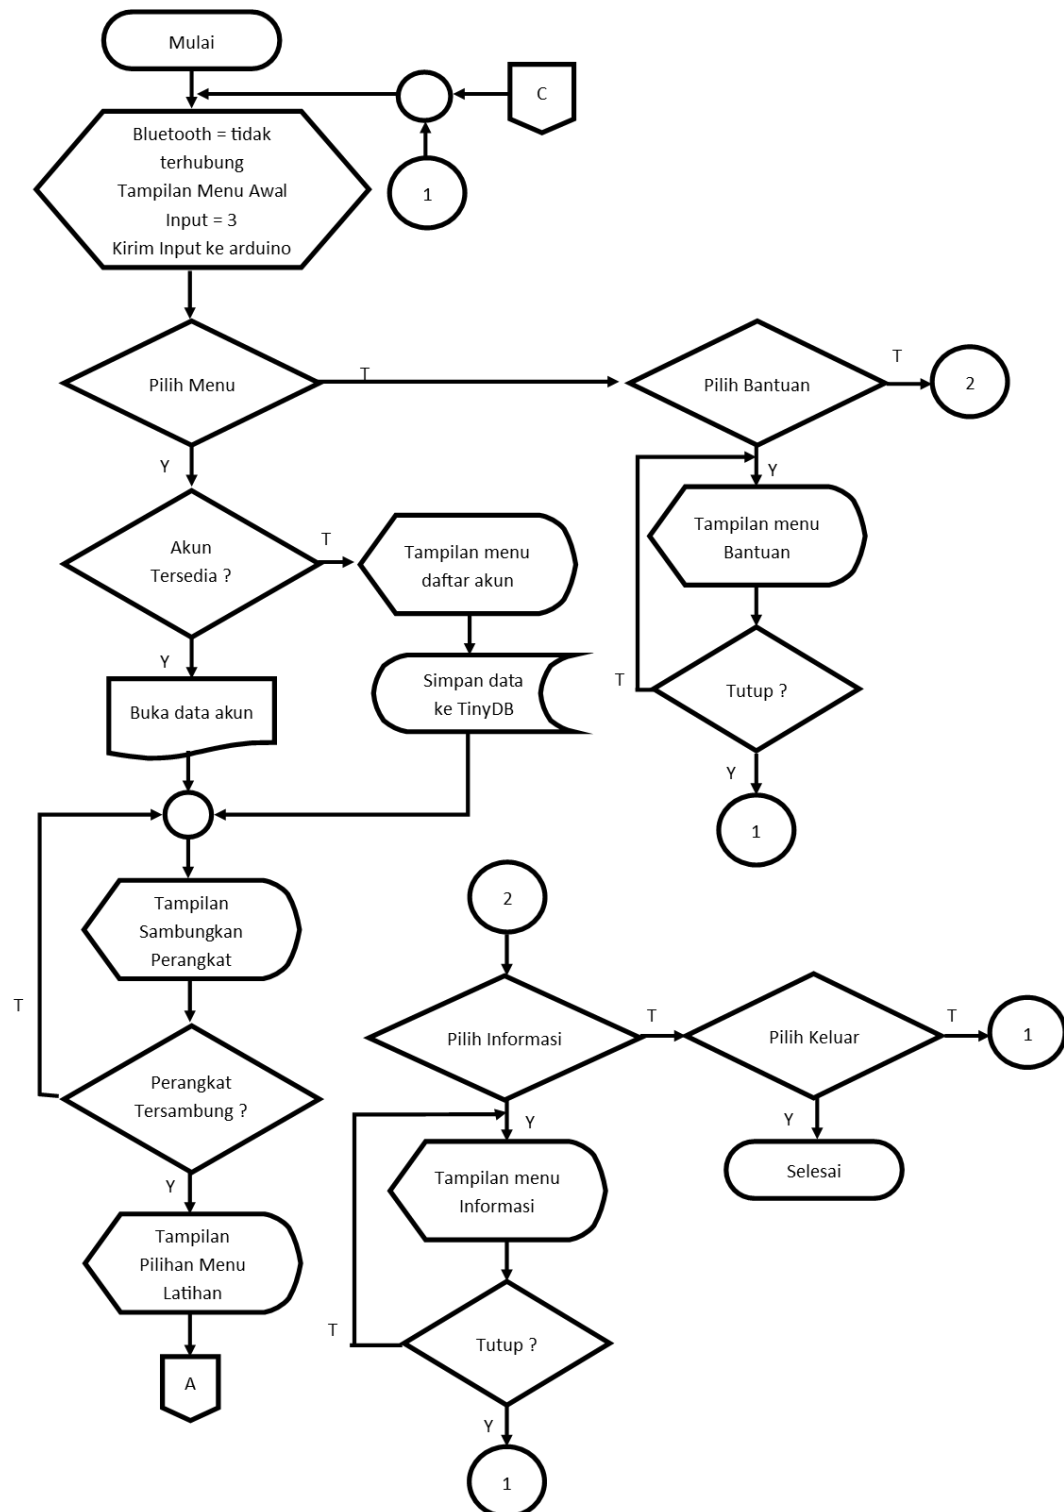 Mulai
C
1
Bluetooth = tidak
terhubung
Tampilan Menu Awal
Input = 3
Kirim Input ke arduino
Pilih Menu
T
Pilih Bantuan
T
2
Y
Y
Akun
Tersedia ?
T
Tampilan menu
daftar akun
Tampilan menu
Bantuan
Y
Buka data akun
Simpan data
ke TinyDB
T
Tutup ?
Y
1
Tampilan
Sambungkan
Perangkat
T
Perangkat
Tersambung ?
Y
Tampilan
Pilihan Menu
Latihan
A
2
Pilih Informasi
T
Pilih Keluar
T
1
Y
Y
Tampilan menu
Informasi
Selesai
T
Tutup ?
Y
1